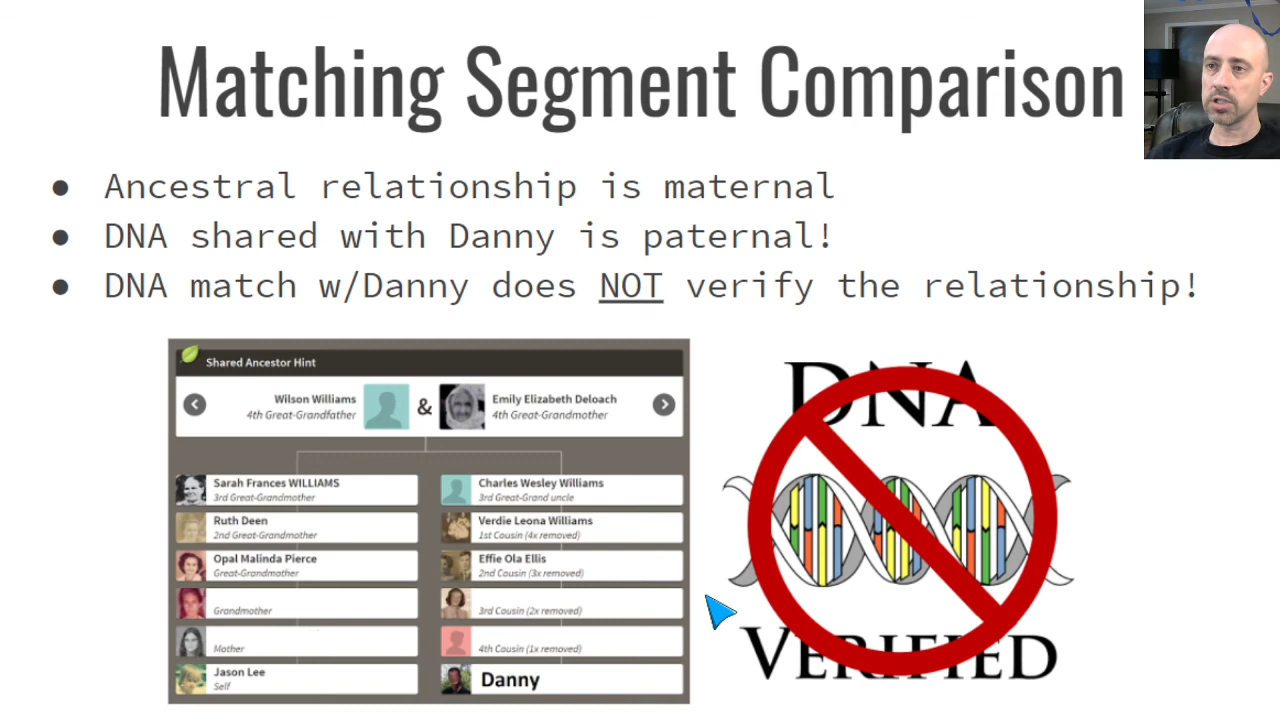 Matching Segment Comparison
● Ancestral relationship is maternal
● DNA shared with Danny is paternal!
● DNA match w/Danny does NOT verify the relationship!
Shared Ancestor Hint
Wilson Williams
4th Great-Grandfather
&
Emily Elizabeth Deloach
4th Great-Grandmother
Sarah Frances WILLIAMS
3rd Great-Grandmother
Ruth Deen
2nd Great-Grandmother
Opal Malinda Pierce
Great-Grandmother
Grandmother
Mother
Jason Lee
Self
Charles Wesley Williams
3rd Great-Grand uncle
Verdie Leona Williams
1st Cousin (4x removed)
Effie Ola Ellis
2nd Cousin (3x removed)
3rd Cousin (2x removed)
4th Cousin (1x removed)
Danny
DNA
VERIFIED